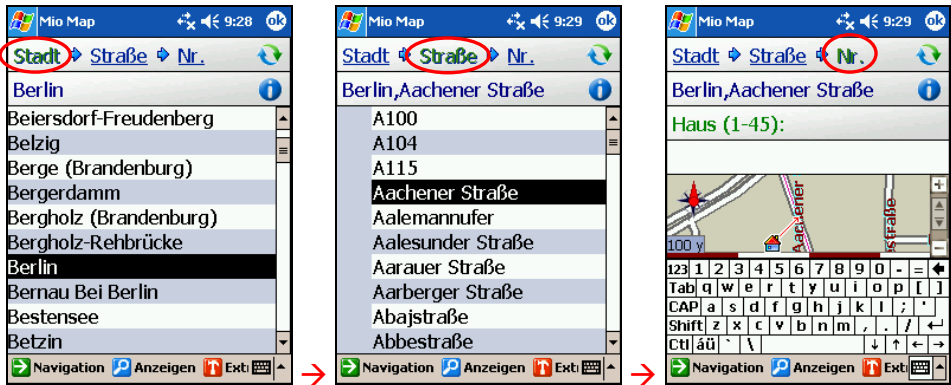 Mio Map 9:28 ok
Stadt Straße Nr.
Berlin
Beiersdorf-Freudenberg
Belzig
Berge (Brandenburg)
Bergerdamm
Bergholz (Brandenburg)
Bergholz-Rehbrücke
Berlin
Bernau Bei Berlin
Bestensee
Betzin
Navigation Anzeigen Ext
Mio Map 9:29 ok
Stadt Straße Nr.
Berlin,Aachener Straße
A100
A104
A115
Aachener Straße
Aalemannufer
Aalesunder Straße
Aarauer Straße
Aarberger Straße
Abajstraße
Abbestraße
Navigation Anzeigen Ext
Mio Map 9:29 ok
Stadt Straße Nr.
Berlin,Aachener Straße
Haus (1-45):
Aachener
straße
100 y
123 1 2 3 4 5 6 7 8 9 0 - =
Tab q w e r t y u i o p [ ]
CAP a s d f g h j k l ; '
Shift z x c v b n m , . /
Ctl áü ` \
Navigation Anzeigen Ext